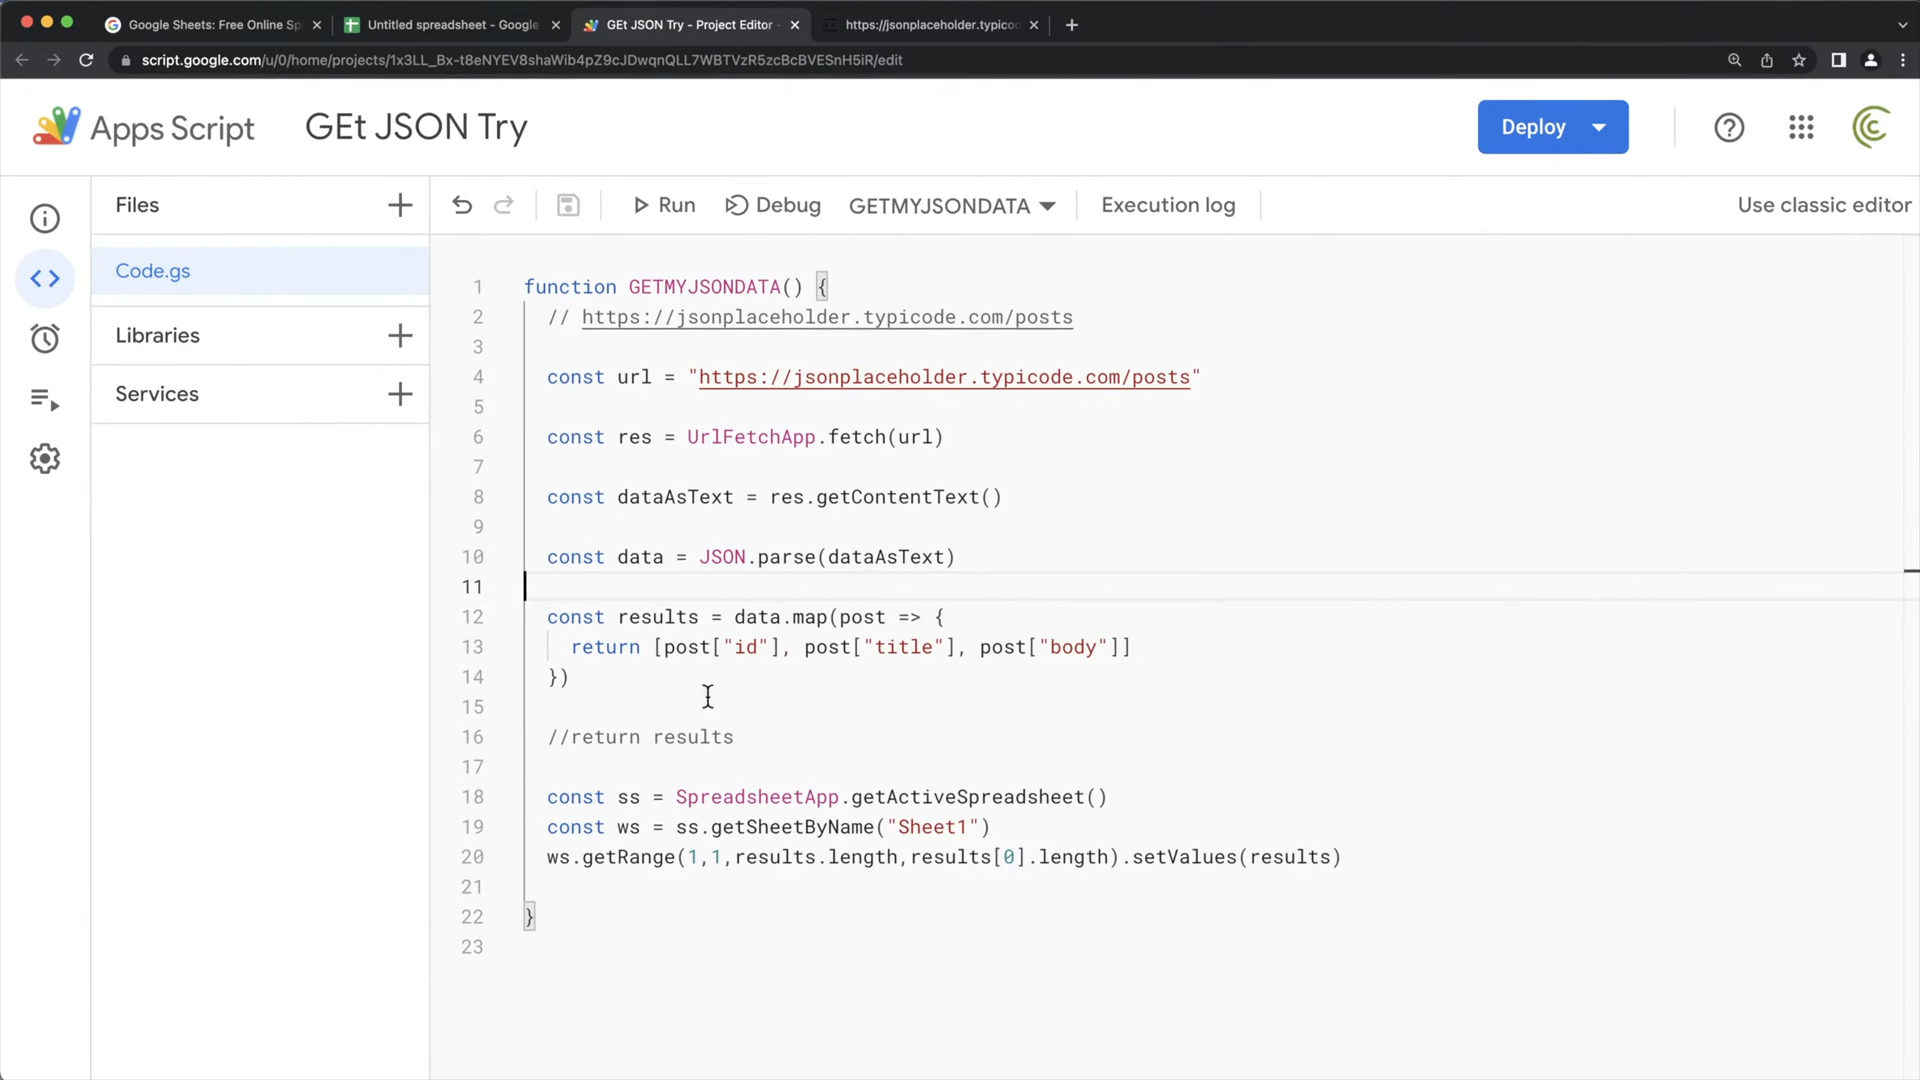 Google Sheets: Free Online Sp
Untitled spreadsheet - Google
GEt JSON Try - Project Editor -
https://jsonplaceholder.typicod
script.google.com/u/0/home/projects/1x3LL_Bx-t8eNYEV8shaWib4pZ9cJDwqnQLL7WBTVzR5zcBcBVESnH5iR/edit
Apps Script
GEt JSON Try
Deploy
Files
Run
Debug
GETMYJSONDATA
Execution log
Use classic editor
Code.gs
Libraries
Services
1 function GETMYJSONDATA() {
2 // https://jsonplaceholder.typicode.com/posts
3
4 const url = "https://jsonplaceholder.typicode.com/posts"
5
6 const res = UrlFetchApp.fetch(url)
7
8 const dataAsText = res.getContentText()
9
10 const data = JSON.parse(dataAsText)
11
12 const results = data.map(post => {
13 return [post["id"], post["title"], post["body"]]
14 })
15
16 //return results
17
18 const ss = SpreadsheetApp.getActiveSpreadsheet()
19 const ws = ss.getSheetByName("Sheet1")
20 ws.getRange(1,1,results.length,results[0].length).setValues(results)
21
22 }
23